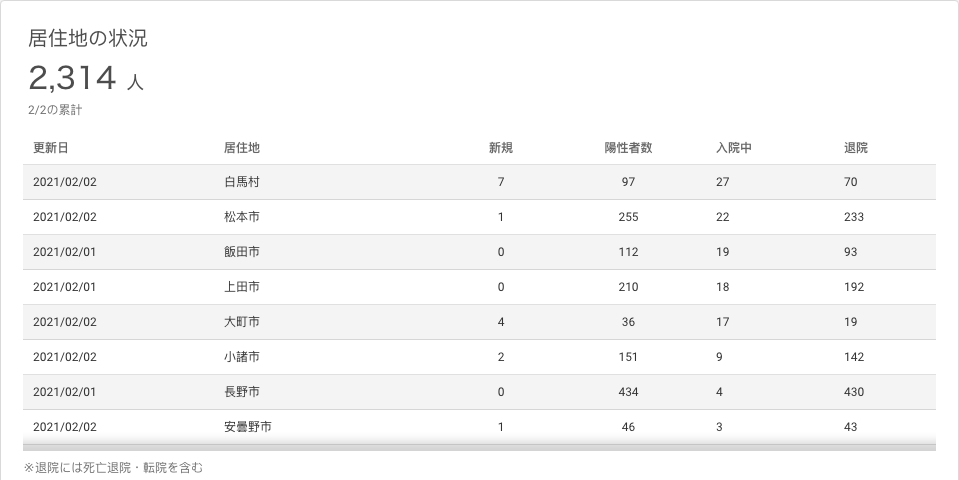 居住地の状況
2,314 人
2/2の累計
更新日 居住地 新規 陽性者数 入院中 退院
2021/02/02 白馬村 7 97 27 70
2021/02/02 松本市 1 255 22 233
2021/02/01 飯田市 0 112 19 93
2021/02/01 上田市 0 210 18 192
2021/02/02 大町市 4 36 17 19
2021/02/02 小諸市 2 151 9 142
2021/02/01 長野市 0 434 4 430
2021/02/02 安曇野市 1 46 3 43
※退院には死亡退院・転院を含む